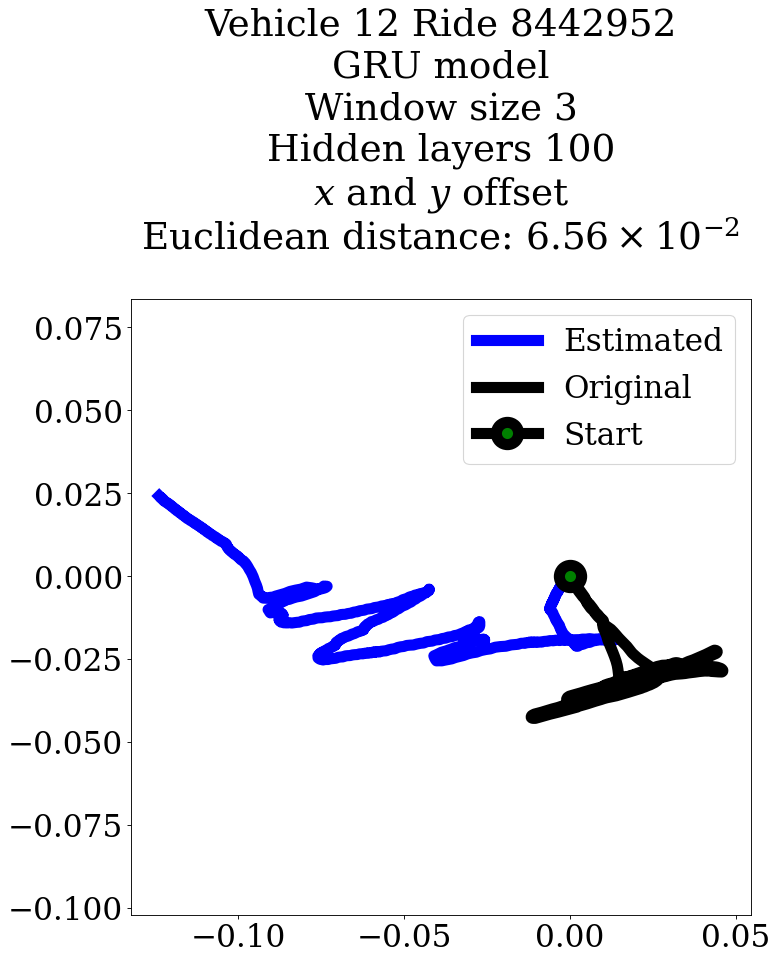 Vehicle 12 Ride 8442952
GRU model
Window size 3
Hidden layers 100
x and y offset
Euclidean distance: 6.56 × 10⁻²
Estimated
Original
Start
0.075
0.050
0.025
0.000
−0.025
−0.050
−0.075
−0.100
−0.10 −0.05 0.00 0.05